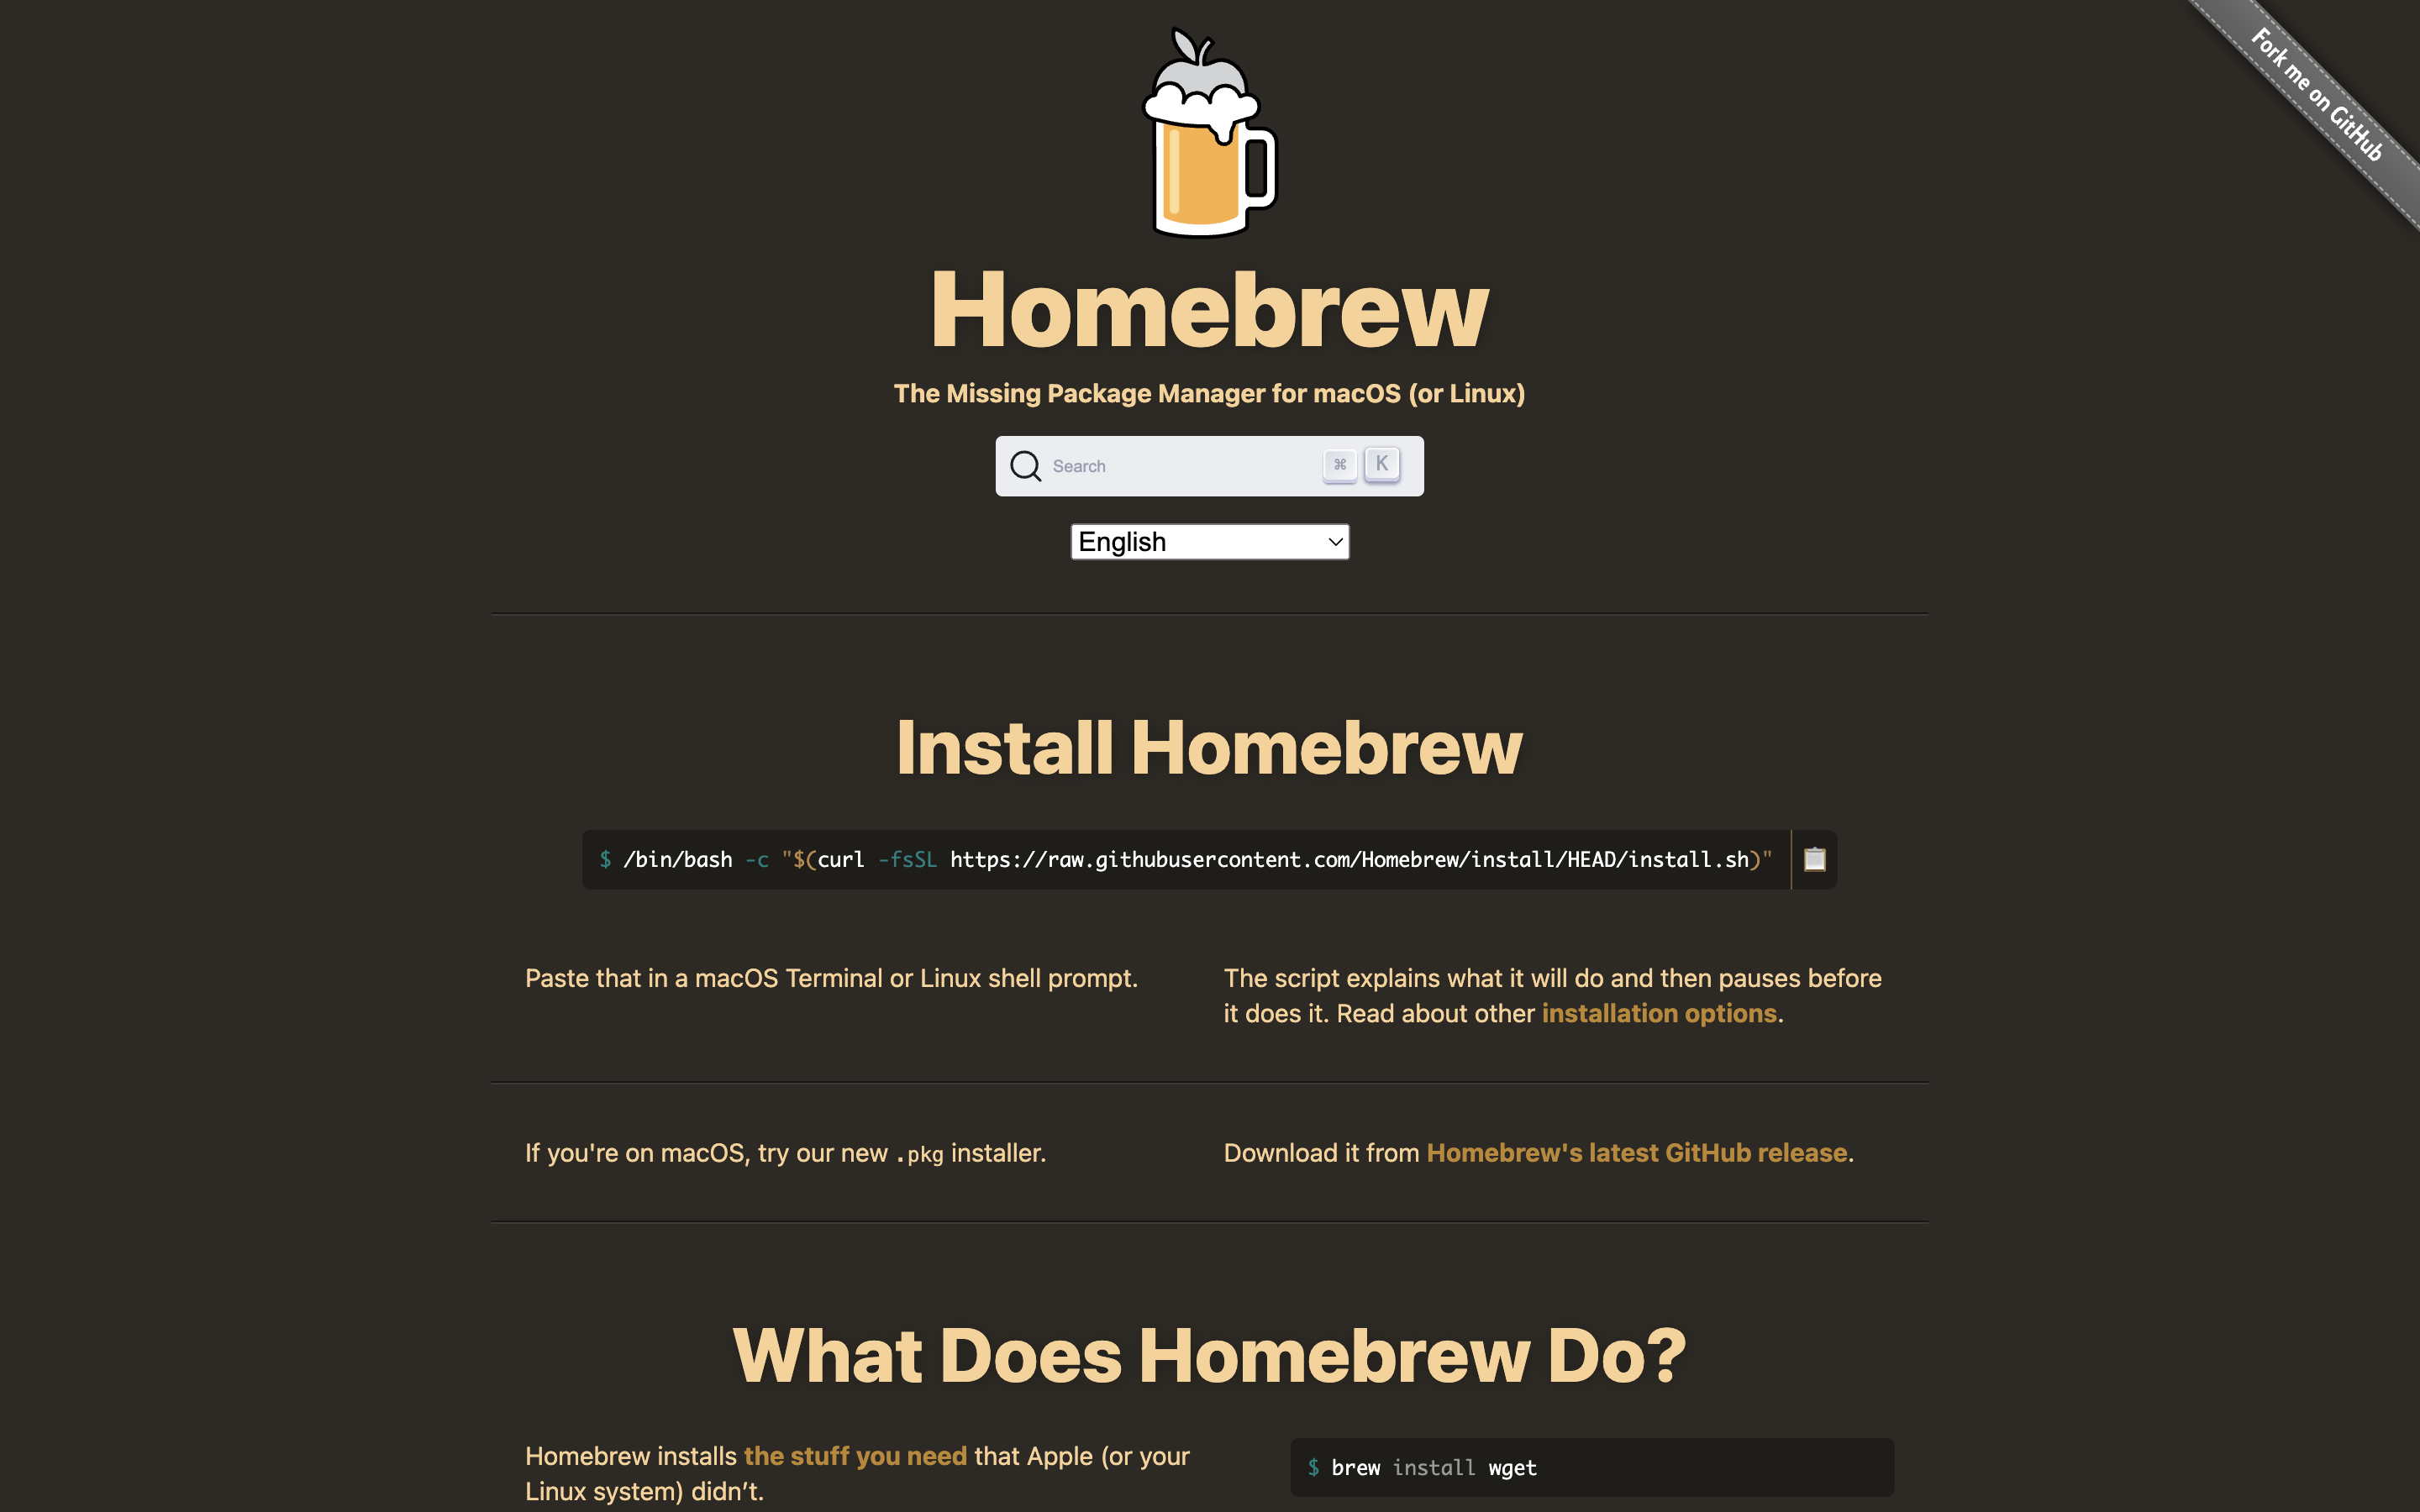 Fork me on GitHub
Homebrew
The Missing Package Manager for macOS (or Linux)
Search ⌘ K
English
Install Homebrew
$ /bin/bash -c "$(curl -fsSL https://raw.githubusercontent.com/Homebrew/install/HEAD/install.sh)"
Paste that in a macOS Terminal or Linux shell prompt.
The script explains what it will do and then pauses before
it does it. Read about other installation options.
If you're on macOS, try our new .pkg installer.
Download it from Homebrew's latest GitHub release.
What Does Homebrew Do?
Homebrew installs the stuff you need that Apple (or your
Linux system) didn’t.
$ brew install wget